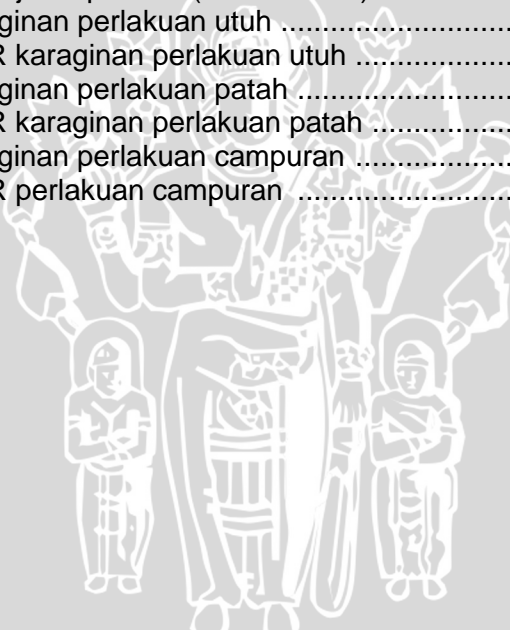 ginan perlakuan utuh ............................
R karaginan perlakuan utuh ...................
ginan perlakuan patah ..........................
R karaginan perlakuan patah .................
ginan perlakuan campuran ...................
R perlakuan campuran ..........................